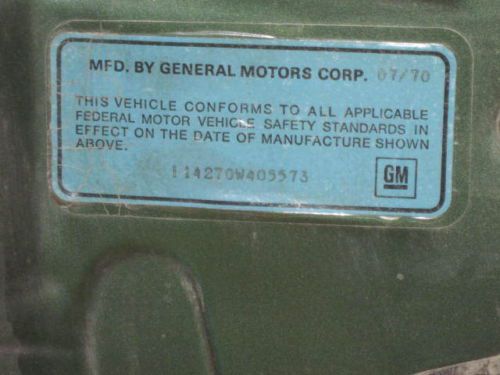 MFD. BY GENERAL MOTORS CORP. 07/70
THIS VEHICLE CONFORMS TO ALL APPLICABLE
FEDERAL MOTOR VEHICLE SAFETY STANDARDS IN
EFFECT ON THE DATE OF MANUFACTURE SHOWN
ABOVE.
114270W405573
GM